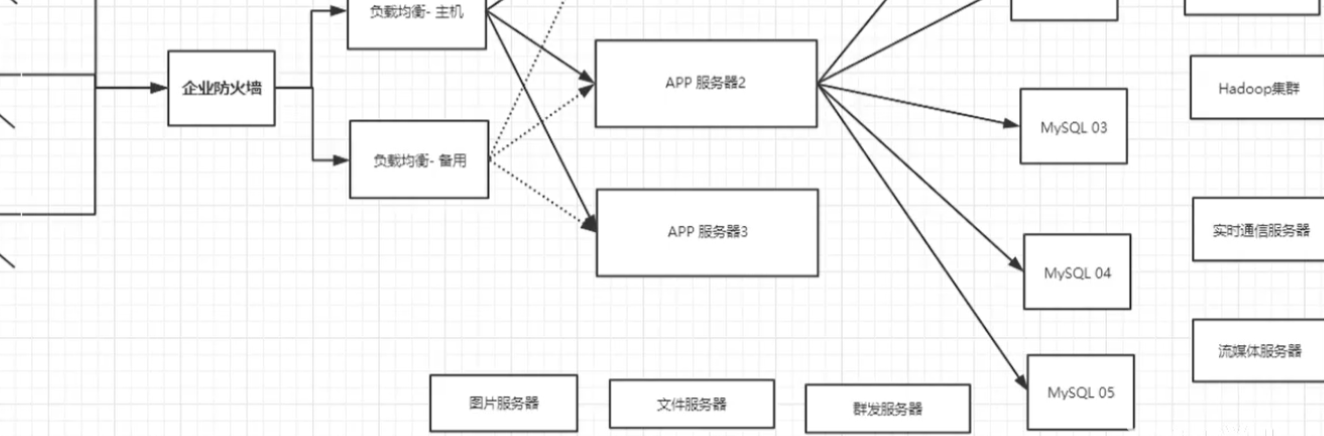 负载均衡- 主机
企业防火墙
APP 服务器2
Hadoop集群
MySQL 03
负载均衡- 备用
APP 服务器3
实时通信服务器
MySQL 04
流媒体服务器
MySQL 05
图片服务器
文件服务器
群发服务器